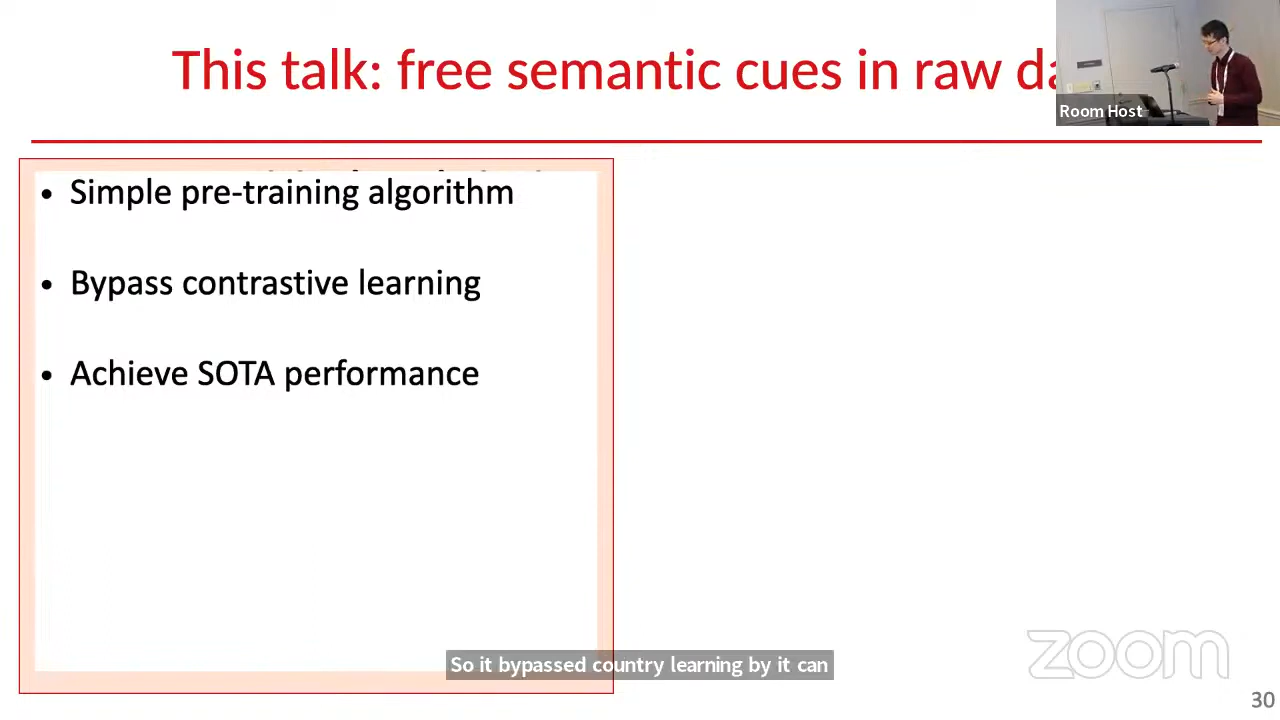 This talk: free semantic cues in raw da
Room Host
• Simple pre-training algorithm
• Bypass contrastive learning
• Achieve SOTA performance
So it bypassed country learning by it can
zoom
30